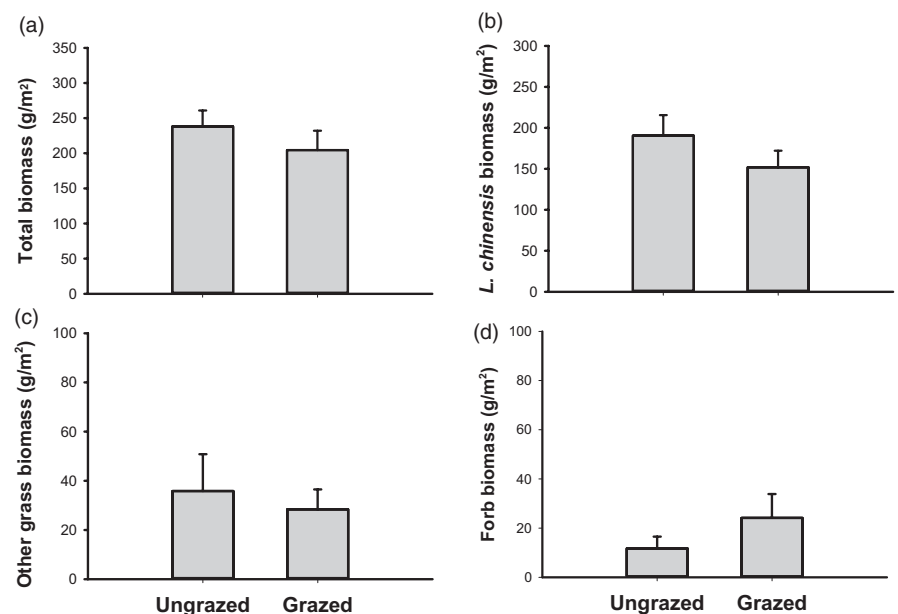 (a)
Total biomass (g/m²)
350
300
250
200
150
100
50
0
(b)
L. chinensis biomass (g/m²)
300
250
200
150
100
50
0
(c)
Other grass biomass (g/m²)
100
80
60
40
20
0
Ungrazed Grazed
(d)
Forb biomass (g/m²)
100
80
60
40
20
0
Ungrazed Grazed